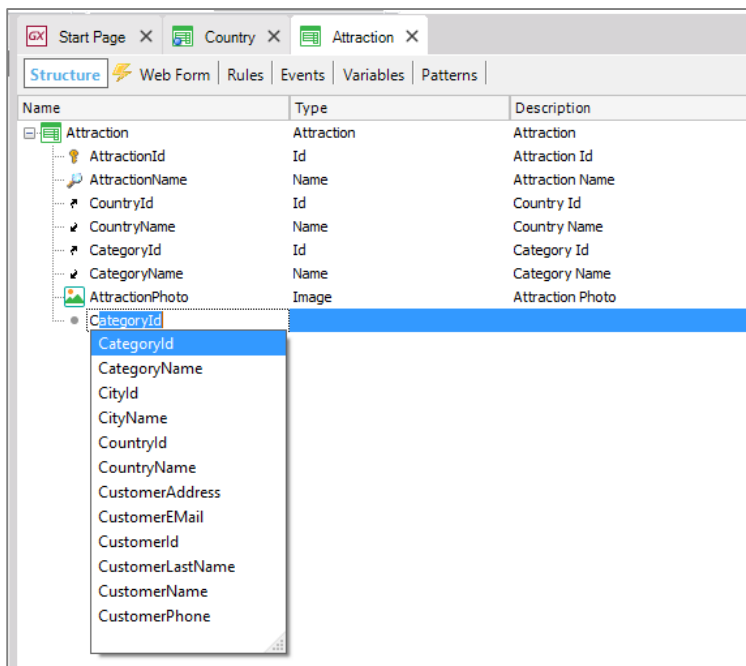 GX Start Page Country Attraction
Structure Web Form Rules Events Variables Patterns
Name Type Description
Attraction Attraction Attraction
AttractionId Id Attraction Id
AttractionName Name Attraction Name
CountryId Id Country Id
CountryName Name Country Name
CategoryId Id Category Id
CategoryName Name Category Name
AttractionPhoto Image Attraction Photo
CategoryId
CategoryId
CategoryName
CityId
CityName
CountryId
CountryName
CustomerAddress
CustomerEMail
CustomerId
CustomerLastName
CustomerName
CustomerPhone